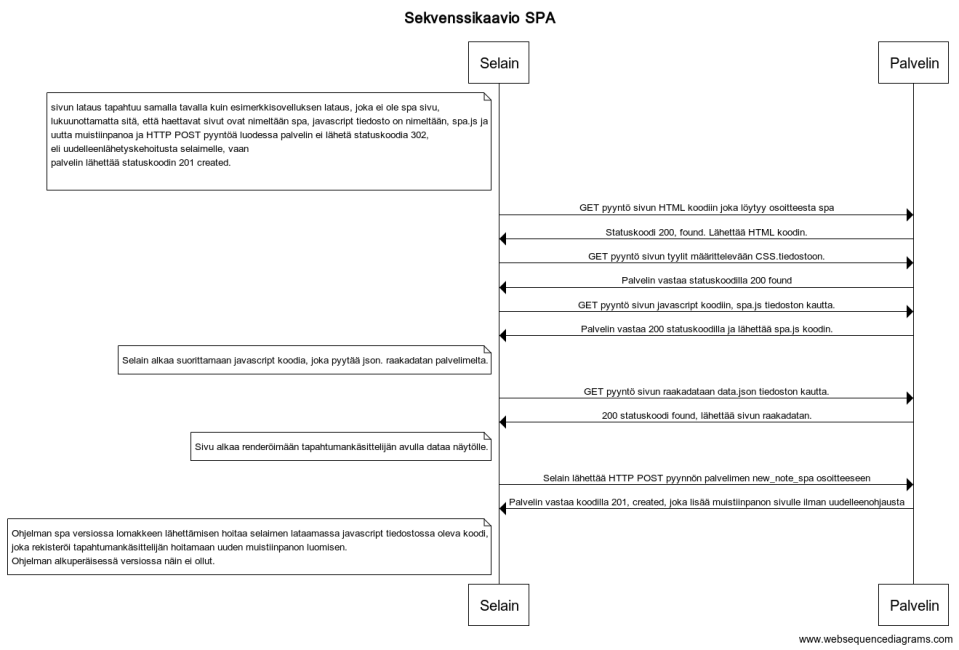 Sekvenssikaavio SPA
Selain
Palvelin
sivun lataus tapahtuu samalla tavalla kuin esimerkkisovelluksen lataus, joka ei ole spa sivu,
lukuunottamatta sitä, että haettavat sivut ovat nimeltään spa, javascript tiedosto on nimeltään, spa.js ja
uutta muistiinpanoa ja HTTP POST pyyntöä luodessa palvelin ei lähetä statuskoodia 302,
eli uudelleenlähetyskehoitusta selaimelle, vaan
palvelin lähettää statuskoodin 201 created.
GET pyyntö sivun HTML koodiin joka löytyy osoitteesta spa
Statuskoodi 200, found. Lähettää HTML koodin.
GET pyyntö sivun tyylit määrittelevään CSS.tiedostoon.
Palvelin vastaa statuskoodilla 200 found
GET pyyntö sivun javascript koodiin, spa.js tiedoston kautta.
Palvelin vastaa 200 statuskoodilla ja lähettää spa.js koodin.
Selain alkaa suorittamaan javascript koodia, joka pyytää json. raakadatan palvelimelta.
GET pyyntö sivun raakadataan data.json tiedoston kautta.
200 statuskoodi found, lähettää sivun raakadatan.
Sivu alkaa renderöimään tapahtumankäsittelijän avulla dataa näytölle.
Selain lähettää HTTP POST pyynnön palvelimen new_note_spa osoitteeseen
Palvelin vastaa koodilla 201, created, joka lisää muistiinpanon sivulle ilman uudelleenohjausta
Ohjelman spa versiossa lomakkeen lähettämisen hoitaa selaimen lataamassa javascript tiedostossa oleva koodi,
joka rekisteröi tapahtumankäsittelijän hoitamaan uuden muistiinpanon luomisen.
Ohjelman alkuperäisessä versiossa näin ei ollut.
Selain
Palvelin
www.websequencediagrams.com